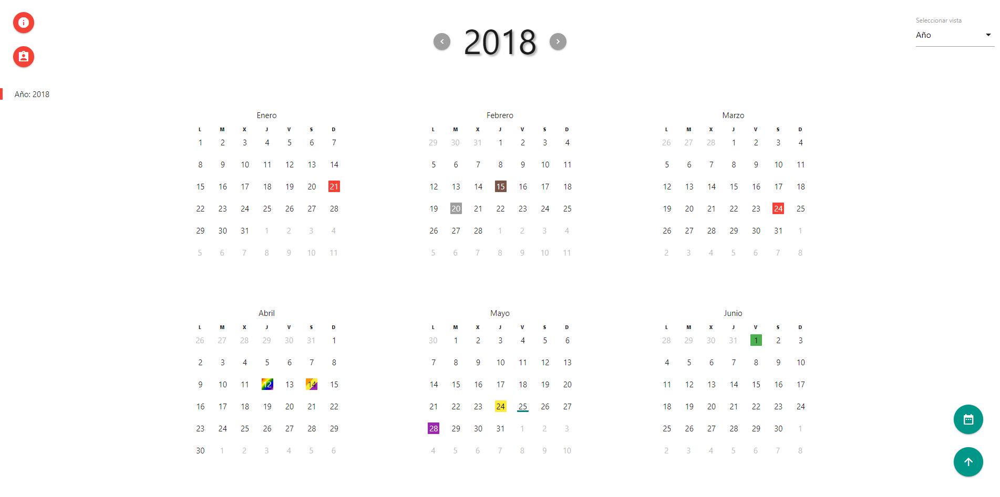 2018
Seleccionar vista
Año
Año: 2018
Enero
L M X J V S D
1 2 3 4 5 6 7
8 9 10 11 12 13 14
15 16 17 18 19 20 21
22 23 24 25 26 27 28
29 30 31 1 2 3 4
5 6 7 8 9 10 11
Febrero
L M X J V S D
29 30 31 1 2 3 4
5 6 7 8 9 10 11
12 13 14 15 16 17 18
19 20 21 22 23 24 25
26 27 28 1 2 3 4
5 6 7 8 9 10 11
Marzo
L M X J V S D
26 27 28 1 2 3 4
5 6 7 8 9 10 11
12 13 14 15 16 17 18
19 20 21 22 23 24 25
26 27 28 29 30 31 1
2 3 4 5 6 7 8
Abril
L M X J V S D
26 27 28 29 30 31 1
2 3 4 5 6 7 8
9 10 11 12 13 14 15
16 17 18 19 20 21 22
23 24 25 26 27 28 29
30 1 2 3 4 5 6
Mayo
L M X J V S D
30 1 2 3 4 5 6
7 8 9 10 11 12 13
14 15 16 17 18 19 20
21 22 23 24 25 26 27
28 29 30 31 1 2 3
4 5 6 7 8 9 10
Junio
L M X J V S D
28 29 30 31 1 2 3
4 5 6 7 8 9 10
11 12 13 14 15 16 17
18 19 20 21 22 23 24
25 26 27 28 29 30 1
2 3 4 5 6 7 8